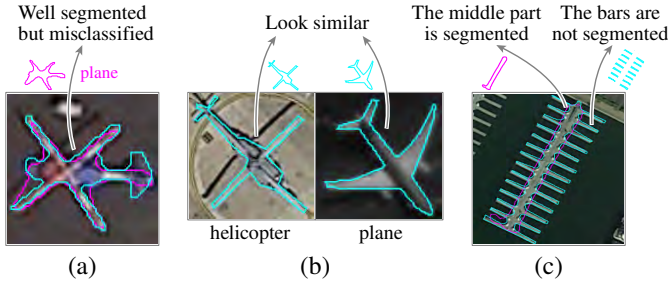 Well segmented
but misclassified
plane
(a)
Look similar
helicopter
plane
(b)
The middle part
is segmented
The bars are
not segmented
(c)